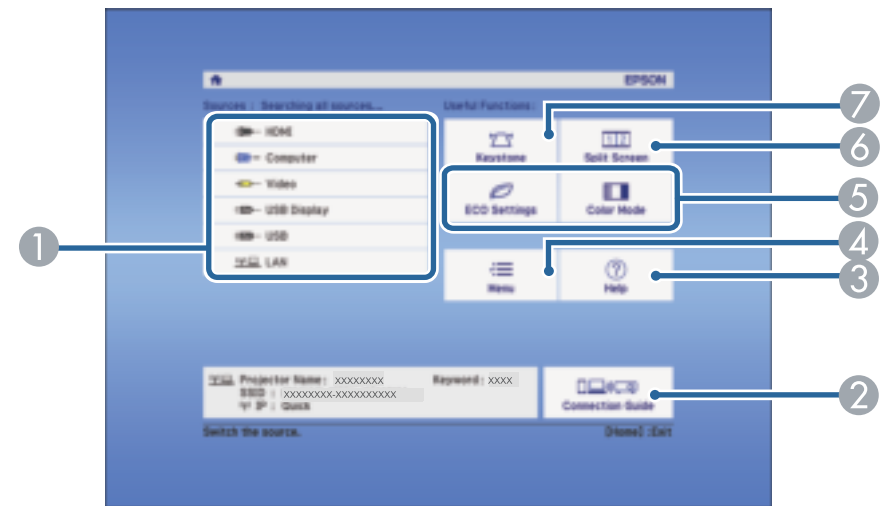 EPSON
Sources : Searching all sources...
Useful Functions:
HDMI
Computer
Video
USB Display
USB
LAN
Keystone
Split Screen
ECO Settings
Color Mode
Menu
Help
Projector Name : XXXXXXXX Keyword : XXXX
SSID : XXXXXXXX-XXXXXXXXXX
IP : Quick
Connection Guide
Switch the source. [Home] :Exit
1
2
3
4
5
6
7